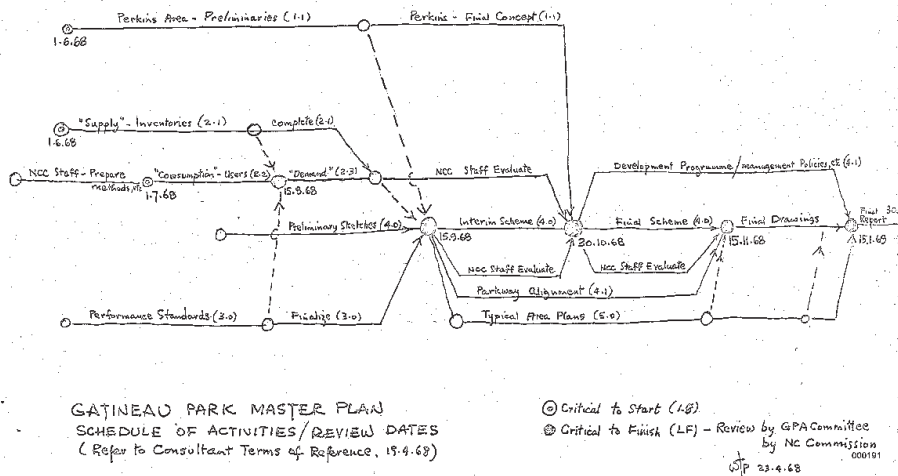 Perkins Area - Preliminaries (1.1)
Perkins - Final Concept (1.1)
1.6.68
"Supply" - Inventories (2.1)
Complete (2.1)
1.6.68
NCC Staff - Prepare
methods, etc
"Consumption" - Users (2.2)
"Demand" (2.3)
NCC Staff Evaluate
Development Programme/management Policies, etc (4.1)
1.7.68
15.8.68
Preliminary Sketches (4.0)
Interim Scheme (4.0)
Final Scheme (4.0)
Final Drawings
Final 30.
Report
15.9.68
20.10.68
15.11.68
15.1.69
NCC Staff Evaluate
NCC Staff Evaluate
Parkway Alignment (4.1)
Performance Standards (3.0)
Finalize (3.0)
Typical Area Plans (5.0)
GATINEAU PARK MASTER PLAN
SCHEDULE OF ACTIVITIES/REVIEW DATES
(Refer to Consultant Terms of Reference, 19.4.68)
Critical to Start
Critical to Finish (LF) - Review by GPA Committee
by NC Commission
000191
23.4.68